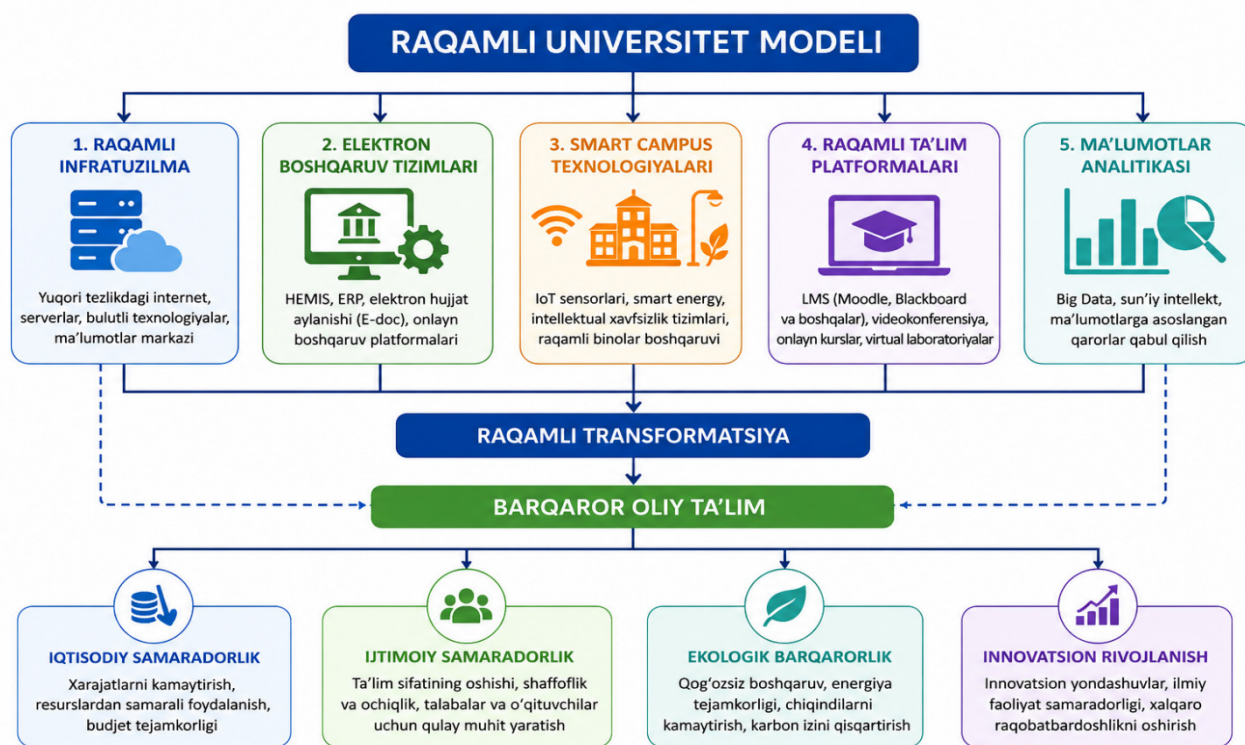 RAQAMLI UNIVERSITET MODELI
1. RAQAMLI
INFRATUZILMA
Yuqori tezlikdagi internet,
serverlar, bulutli texnologiyalar,
ma’lumotlar markazi
2. ELEKTRON
BOSHQARUV TIZIMLARI
HEMIS, ERP, elektron hujjat
aylanishi (E-doc), onlayn
boshqaruv platformalari
3. SMART CAMPUS
TEXNOLOGIYALARI
IoT sensorlari, smart energy,
intellektual xavfsizlik tizimlari,
raqamli binolar boshqaruvi
4. RAQAMLI TA’LIM
PLATFORMALARI
LMS (Moodle, Blackboard
va boshqalar), videokonferensiya,
onlayn kurslar, virtual laboratoriyalar
5. MA’LUMOTLAR
ANALITIKASI
Big Data, sun’iy intellekt,
ma’lumotlarga asoslangan
qarorlar qabul qilish
RAQAMLI TRANSFORMATSIYA
BARQAROR OLIY TA’LIM
IQTISODIY SAMARADORLIK
Xarajatlarni kamaytirish,
resurslardan samarali foydalanish,
budjet tejamkorligi
IJTIMOIY SAMARADORLIK
Ta’lim sifatining oshishi, shaffoflik
va ochiqlik, talabalar va o‘qituvchilar
uchun qulay muhit yaratish
EKOLOGIK BARQARORLIK
Qog‘ozsiz boshqaruv, energiya
tejamkorligi, chiqindilarni
kamaytirish, karbon izini qisqartirish
INNOVATSION RIVOJLANISH
Innovatsion yondashuvlar, ilmiy
faoliyat samaradorligi, xalqaro
raqobatbardoshlikni oshirish